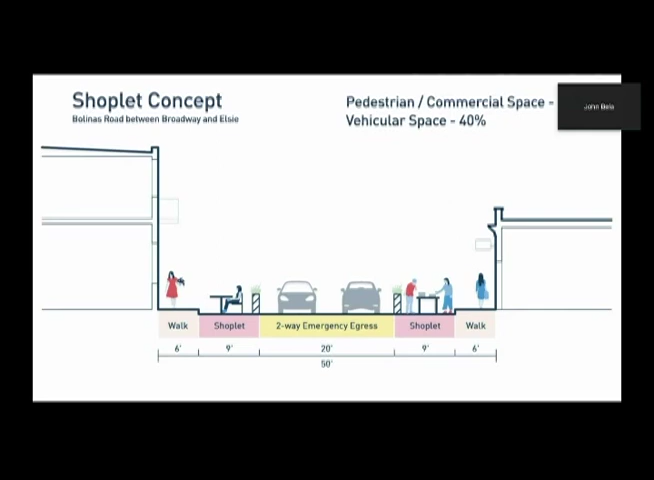 Shoplet Concept
Bolinas Road between Broadway and Elsie
Pedestrian / Commercial Space -
Vehicular Space - 40%
John Bela
Walk
Shoplet
2-way Emergency Egress
Shoplet
Walk
6'
9'
20'
9'
6'
50'